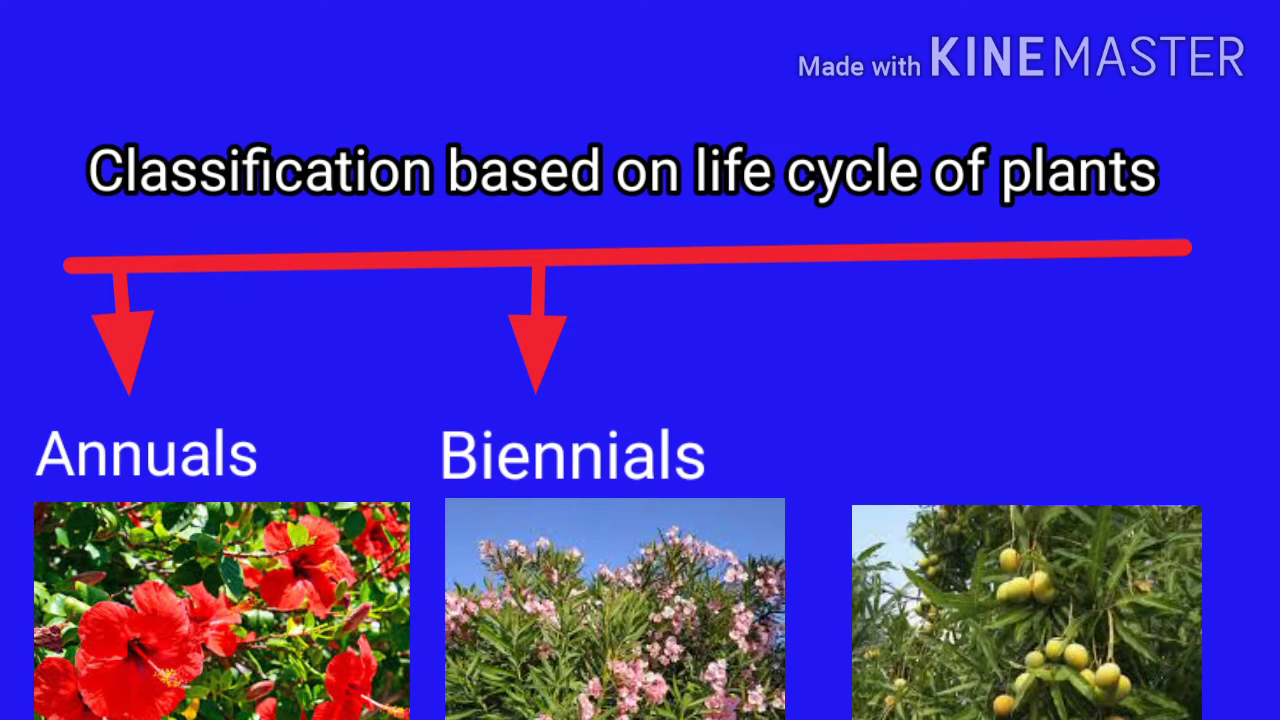 Made with KINEMASTER
Classification based on life cycle of plants
Annuals
Biennials